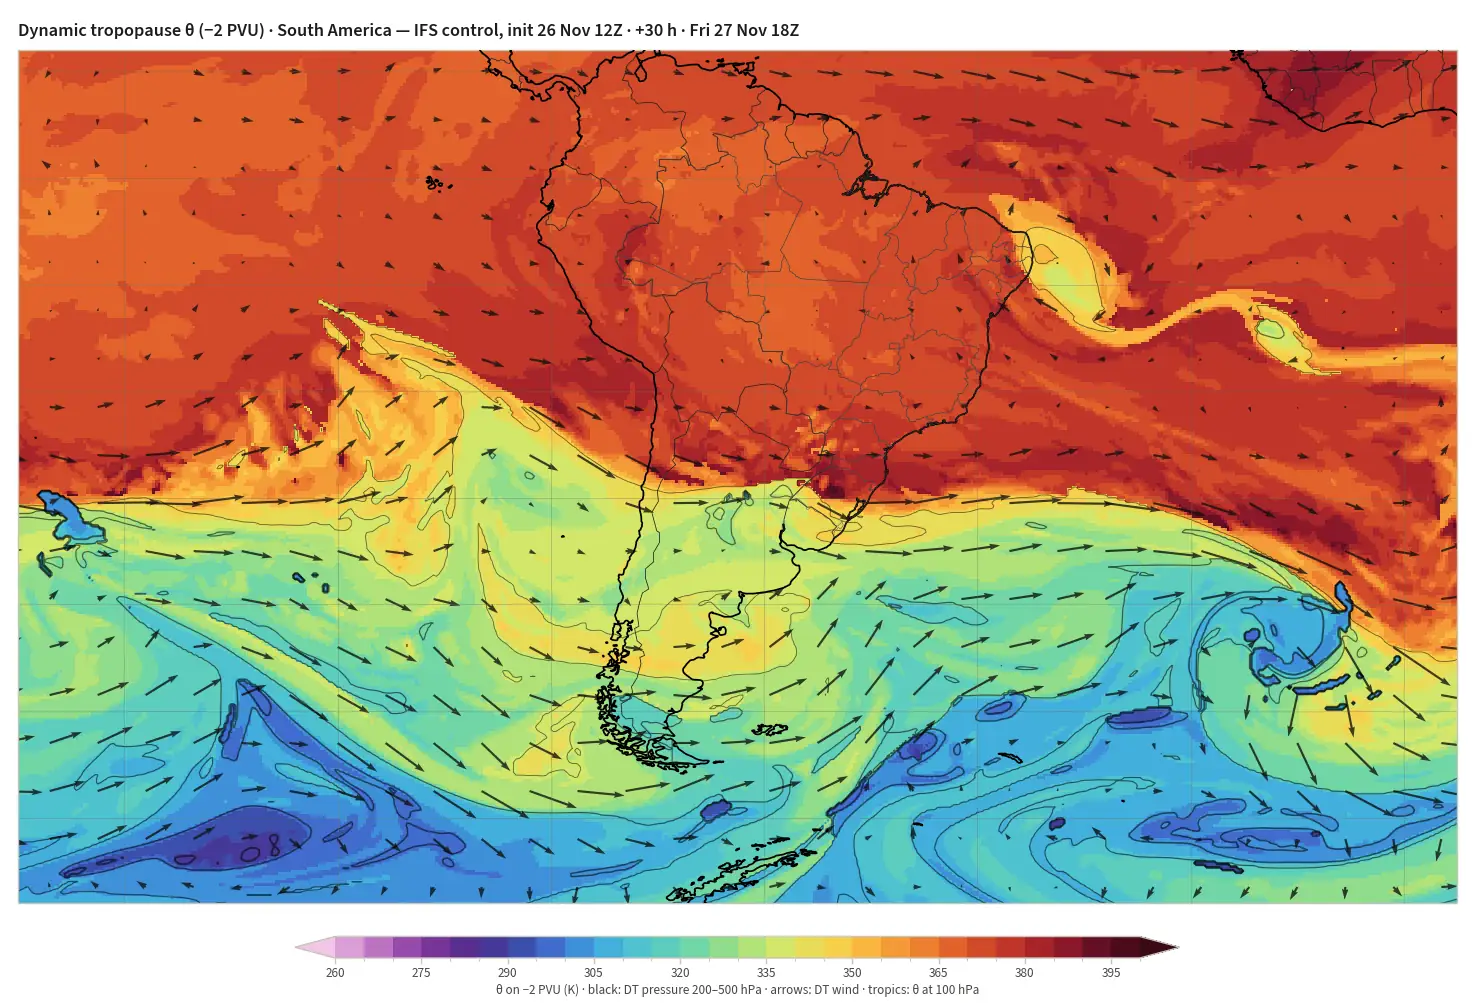 Dynamic tropopause θ (−2 PVU) · South America — IFS control, init 26 Nov 12Z · +30 h · Fri 27 Nov 18Z
260 275 290 305 320 335 350 365 380 395
θ on −2 PVU (K) · black: DT pressure 200–500 hPa · arrows: DT wind · tropics: θ at 100 hPa